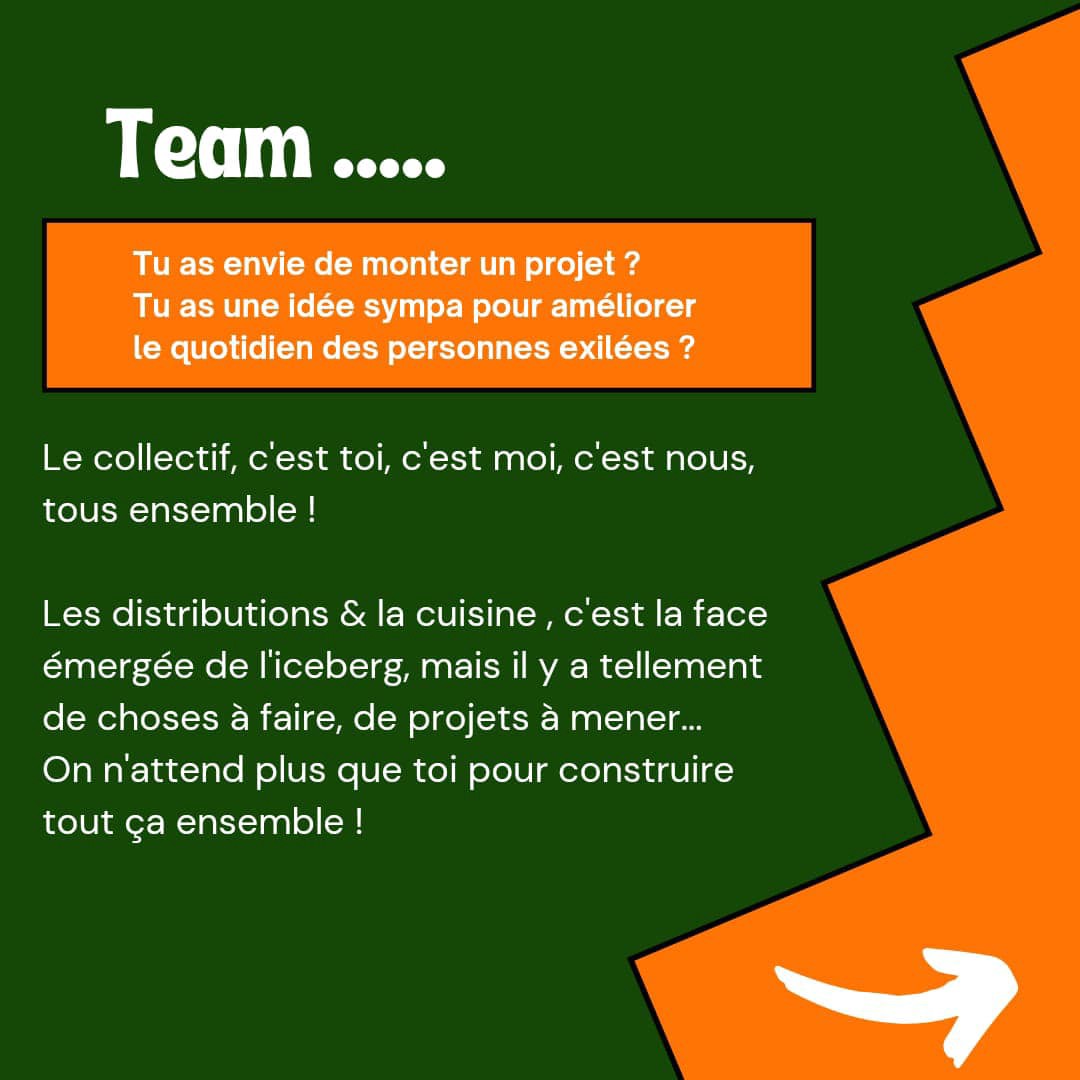 Team .....
Tu as envie de monter un projet ?
Tu as une idée sympa pour améliorer
le quotidien des personnes exilées ?
Le collectif, c'est toi, c'est moi, c'est nous,
tous ensemble !
Les distributions & la cuisine , c'est la face
émergée de l'iceberg, mais il y a tellement
de choses à faire, de projets à mener...
On n'attend plus que toi pour construire
tout ça ensemble !